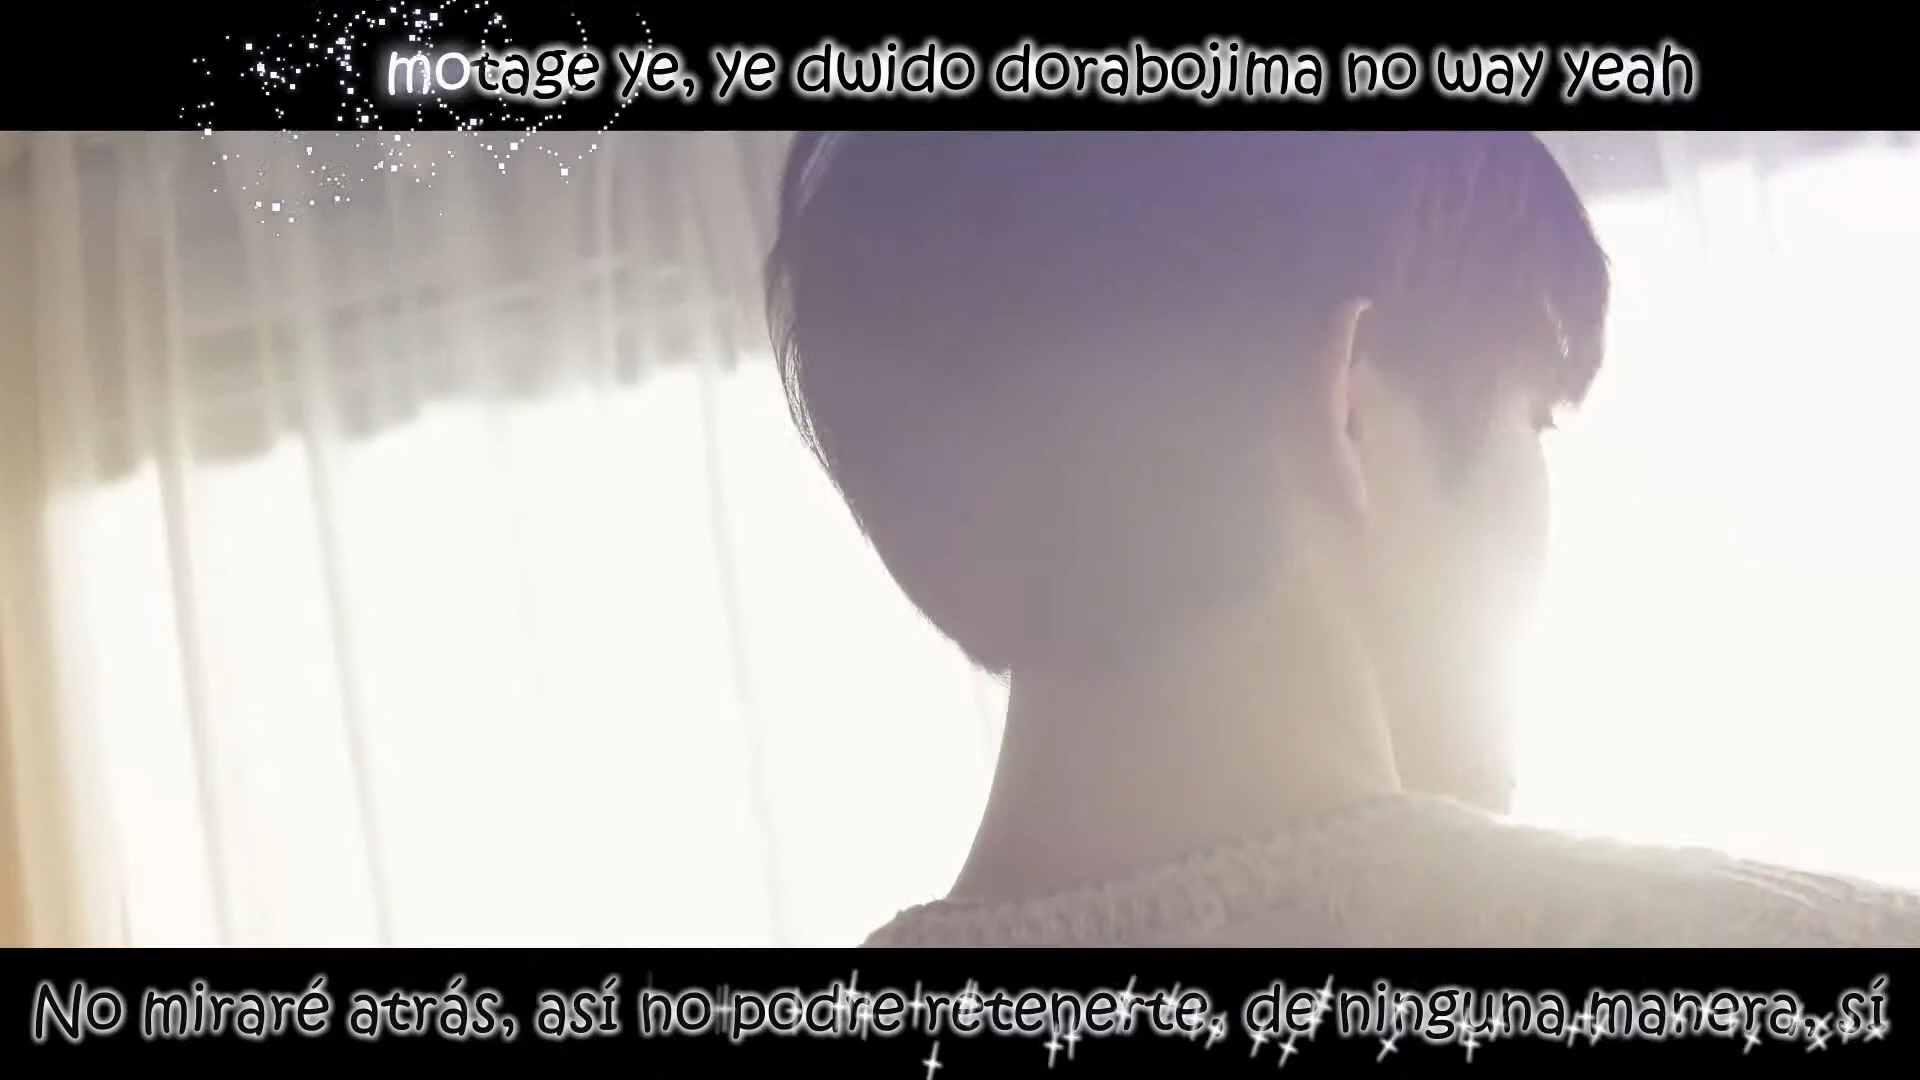 motage ye, ye dwido dorabojima no way yeah
No miraré atrás, así no podre retenerte, de ninguna manera, sí